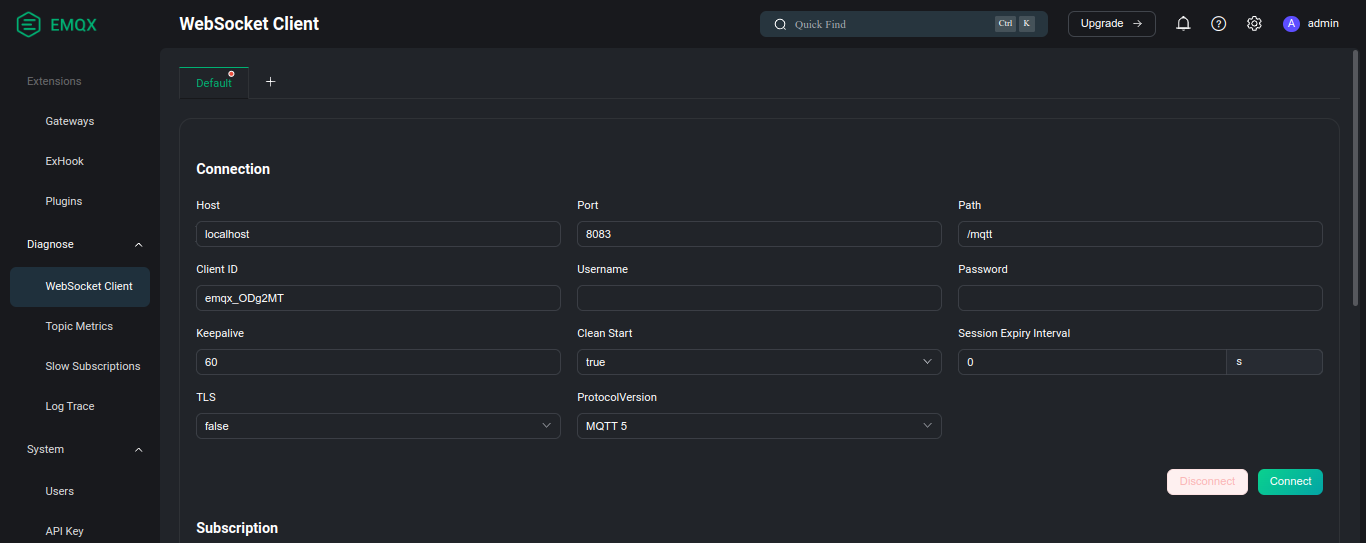 EMQX
WebSocket Client
Quick Find
Ctrl K
Upgrade →
A admin
Extensions
Gateways
ExHook
Plugins
Diagnose
WebSocket Client
Topic Metrics
Slow Subscriptions
Log Trace
System
Users
API Key
Default
+
Connection
Host
Port
Path
localhost
8083
/mqtt
Client ID
Username
Password
emqx_ODg2MT
Keepalive
Clean Start
Session Expiry Interval
60
true
0
s
TLS
ProtocolVersion
false
MQTT 5
Disconnect
Connect
Subscription